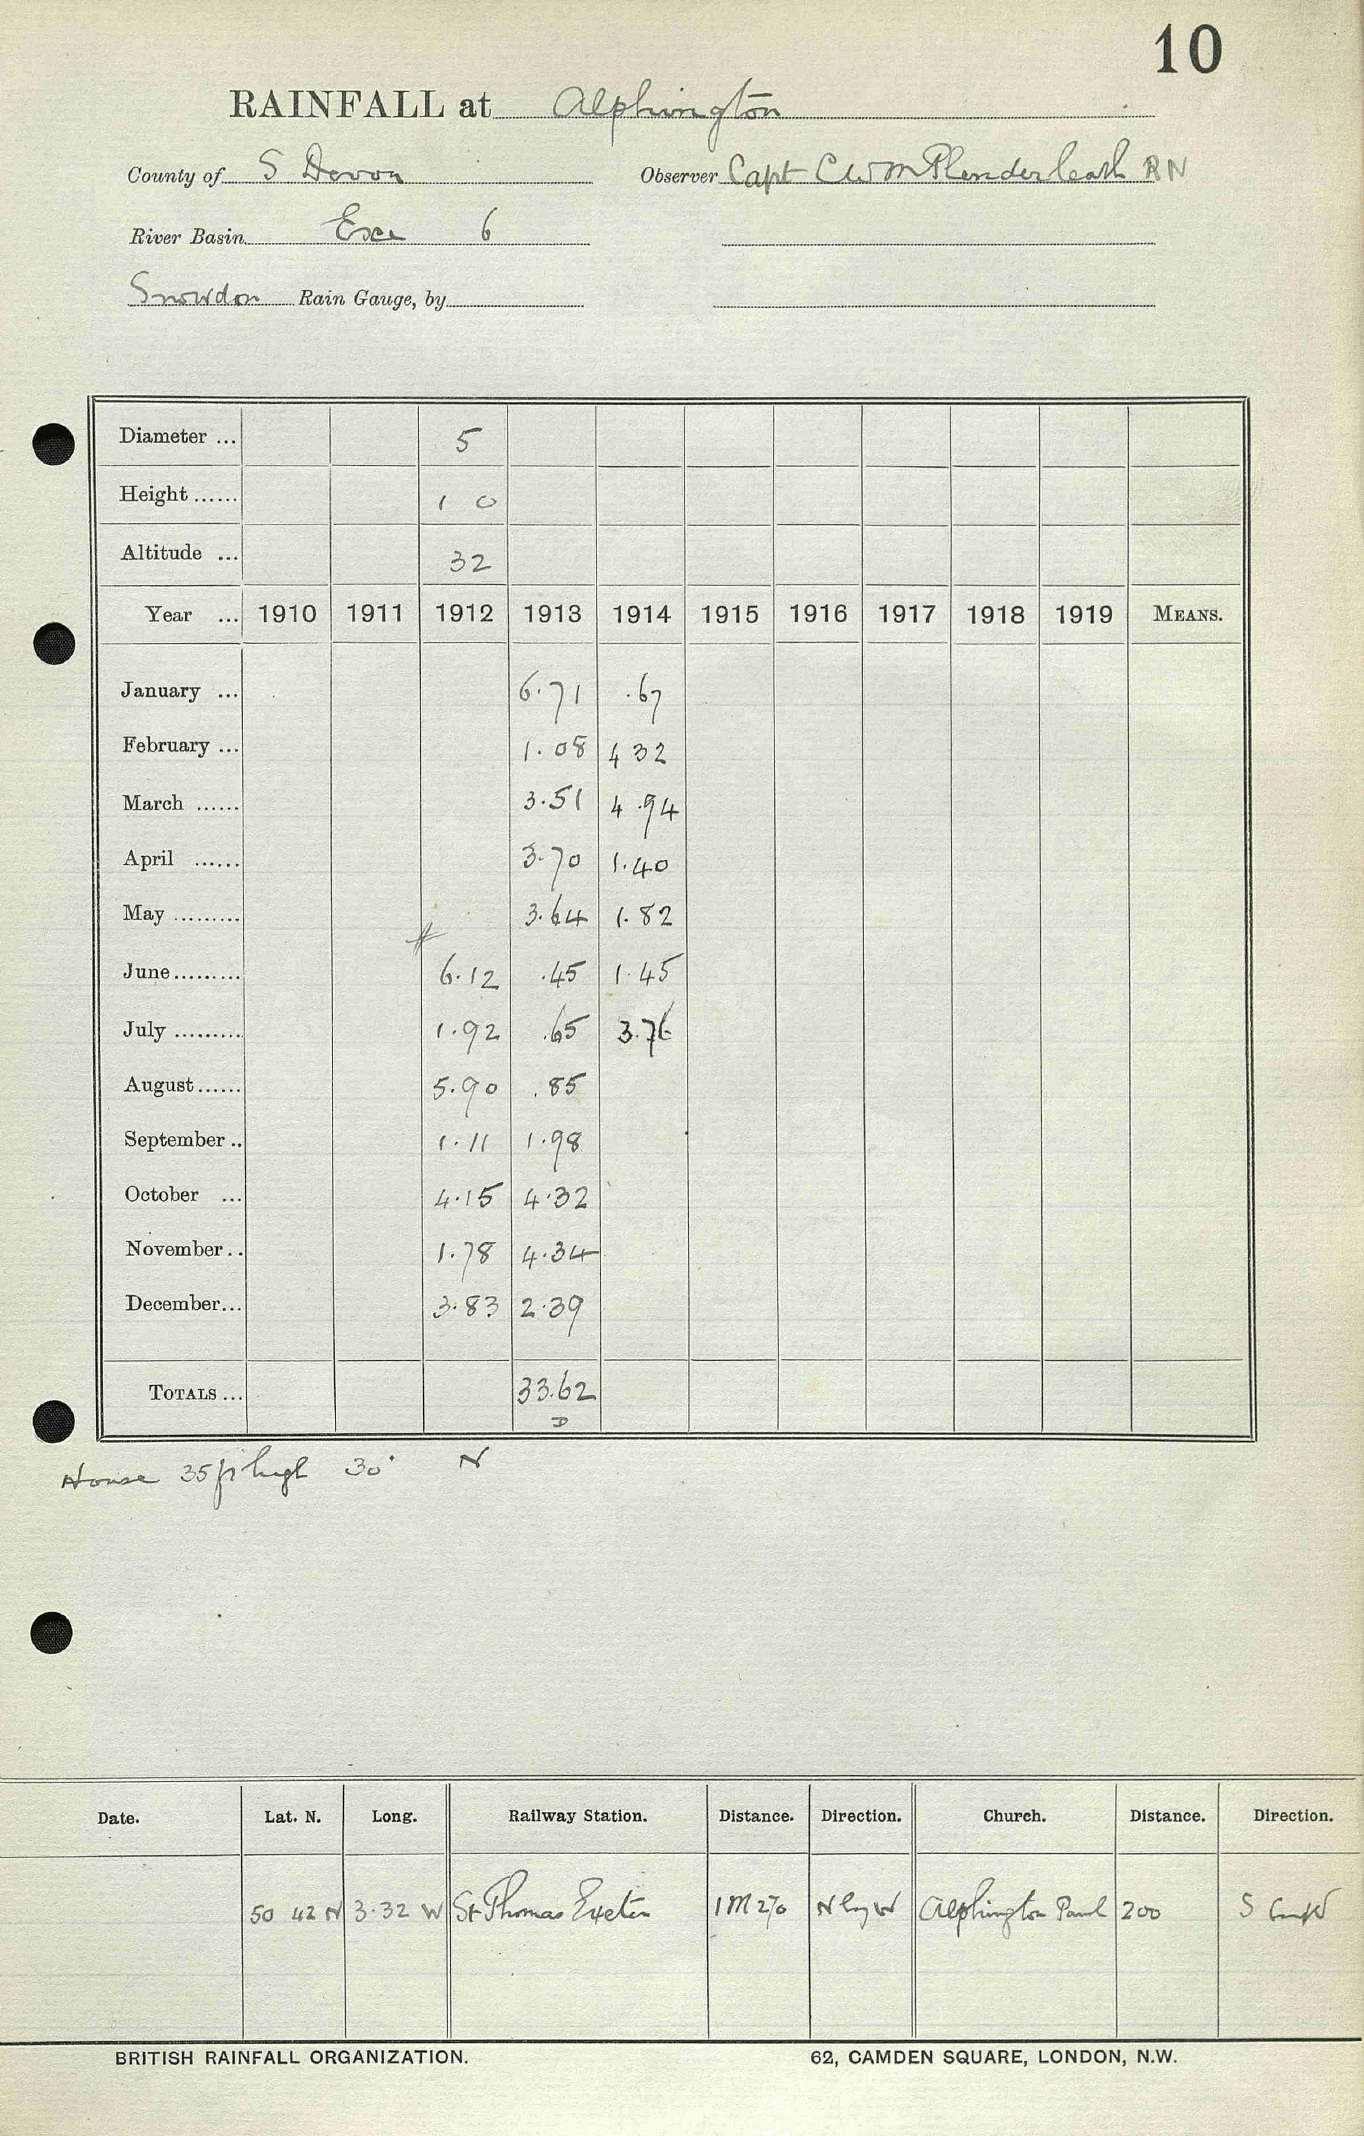 10
RAINFALL at Alphington
County of S Devon Observer Capt C W M Plenderleath RN
River Basin Exe 6
Snowdon Rain Gauge, by
Diameter ... 5
Height ...... 1 0
Altitude ... 32
Year ... 1910 1911 1912 1913 1914 1915 1916 1917 1918 1919 MEANS.
January ... 6.71 .67
February ... 1.08 4 32
March ...... 3.51 4.94
April ...... 3.70 1.40
May ......... 3.64 1.82
June ......... 6.12 .45 1.45
July ......... 1.92 .65 3.76
August ...... 5.90 .85
September .. 1.11 1.98
October ... 4.15 4.32
November .. 1.78 4.34
December ... 3.83 2.39
TOTALS ... 33.62
D
House 35 ft high 30' N
Date. Lat. N. Long. Railway Station. Distance. Direction. Church. Distance. Direction.
50 42 N 3.32 W St Thomas Exeter 1 M N by W Alphington 200 S
BRITISH RAINFALL ORGANIZATION. 62, CAMDEN SQUARE, LONDON, N.W.